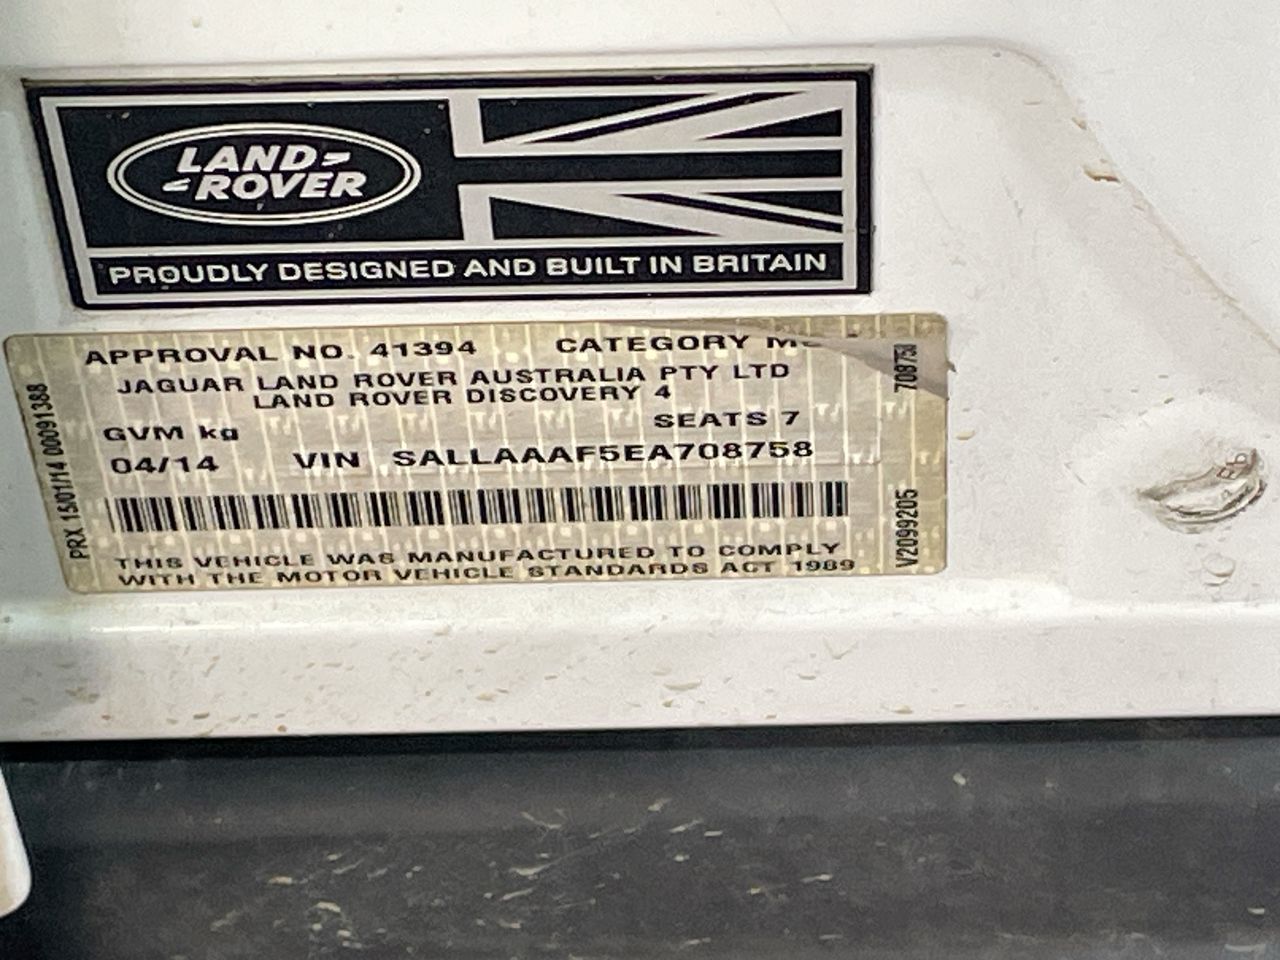 LAND
ROVER
PROUDLY DESIGNED AND BUILT IN BRITAIN
APPROVAL NO. 41394 CATEGORY
JAGUAR LAND ROVER AUSTRALIA PTY LTD
LAND ROVER DISCOVERY 4
SEATS 7
GVM kg
04/14 VIN SALLAAAF5EA708758
THIS VEHICLE WAS MANUFACTURED TO COMPLY
WITH THE MOTOR VEHICLE STANDARDS ACT 1989
PRX 15/01/14 00091388
V2099205